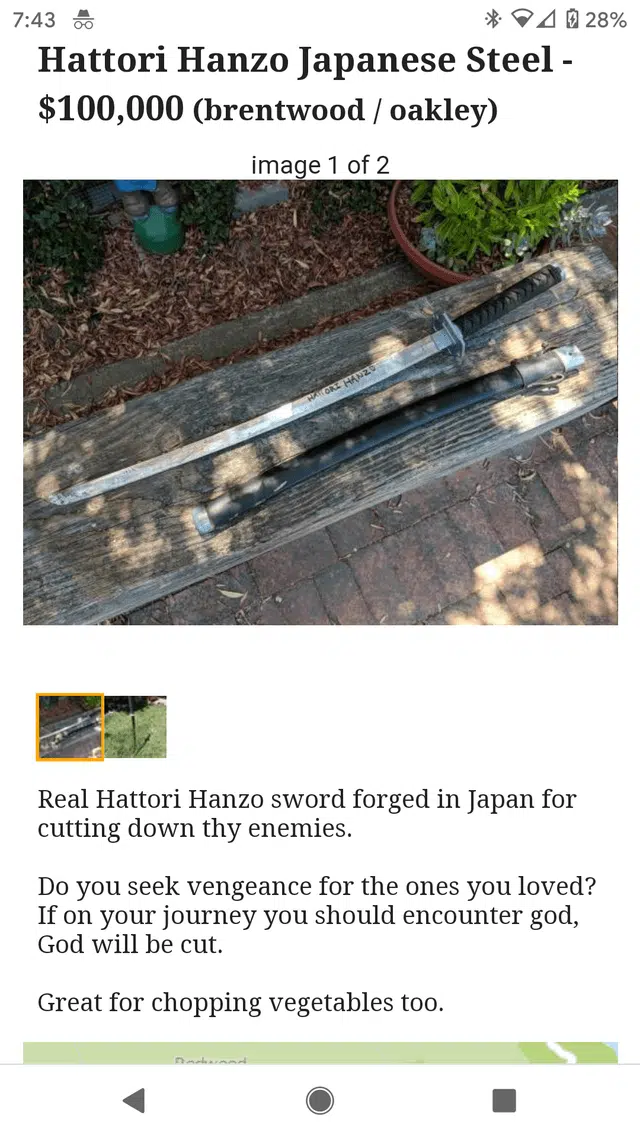 7:43
28%
Hattori Hanzo Japanese Steel -
$100,000 (brentwood / oakley)
image 1 of 2
HATTORI HANZO
Real Hattori Hanzo sword forged in Japan for
cutting down thy enemies.
Do you seek vengeance for the ones you loved?
If on your journey you should encounter god,
God will be cut.
Great for chopping vegetables too.
Redwood